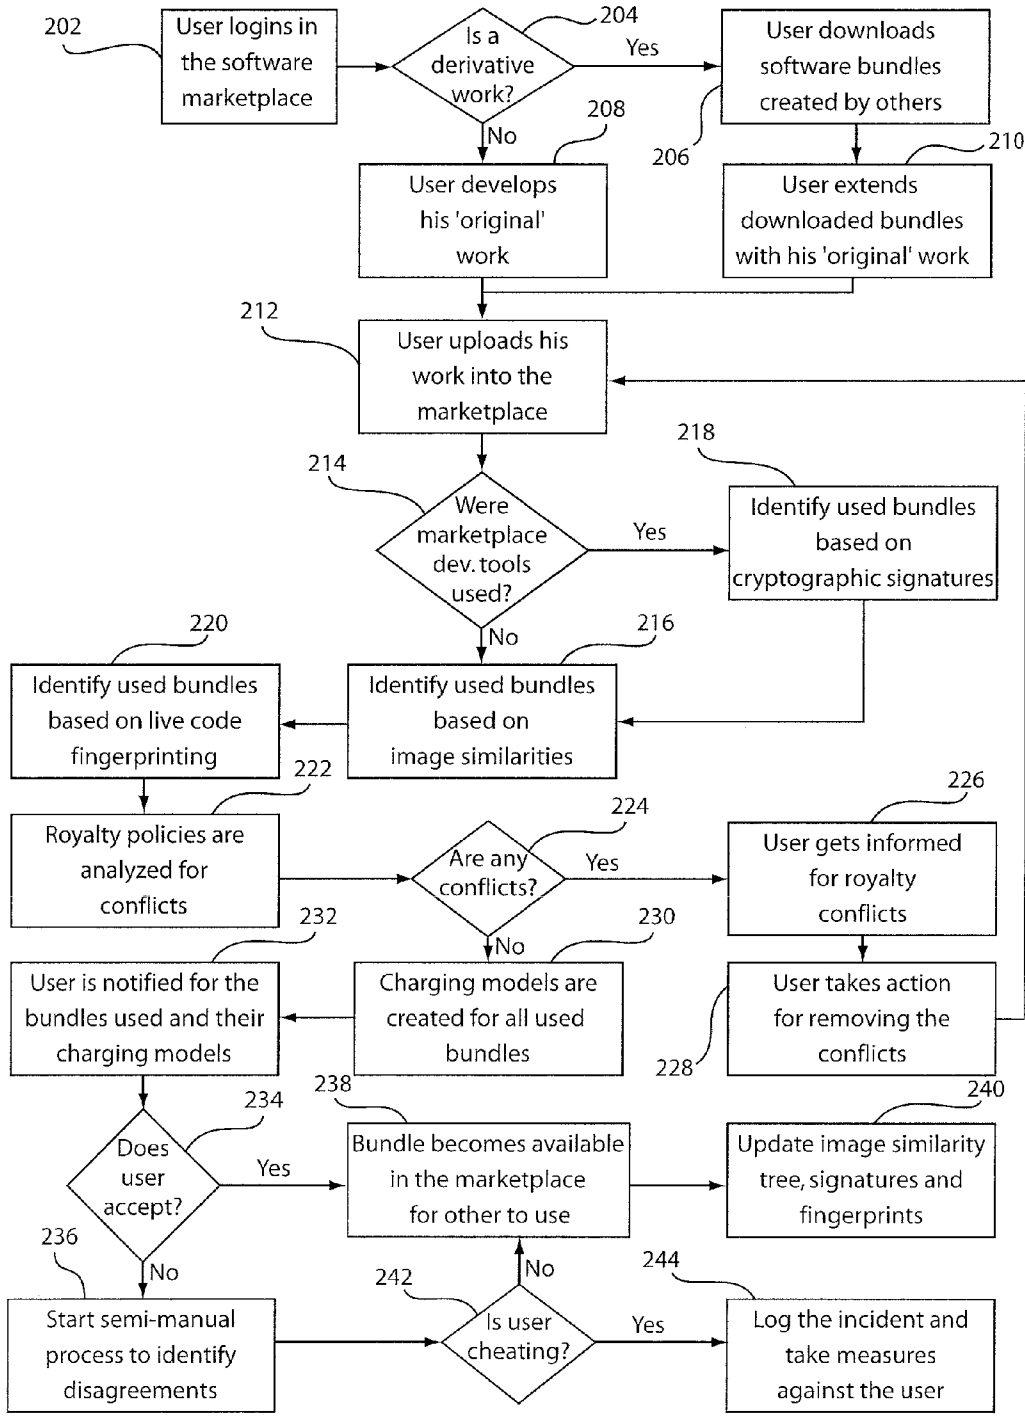 202
User logins in
the software
marketplace
204
Is a
derivative
work?
Yes
User downloads
software bundles
created by others
206
No
208
User develops
his 'original'
work
210
User extends
downloaded bundles
with his 'original' work
212
User uploads his
work into the
marketplace
214
Were
marketplace
dev. tools
used?
Yes
218
Identify used bundles
based on
cryptographic signatures
No
216
Identify used bundles
based on
image similarities
220
Identify used bundles
based on live code
fingerprinting
222
Royalty policies are
analyzed for
conflicts
224
Are any
conflicts?
Yes
226
User gets informed
for royalty
conflicts
No
228
User takes action
for removing the
conflicts
230
Charging models are
created for all used
bundles
232
User is notified for the
bundles used and their
charging models
234
Does
user
accept?
Yes
238
Bundle becomes available
in the marketplace
for other to use
240
Update image similarity
tree, signatures and
fingerprints
No
236
Start semi-manual
process to identify
disagreements
242
Is user
cheating?
No
Yes
244
Log the incident and
take measures
against the user